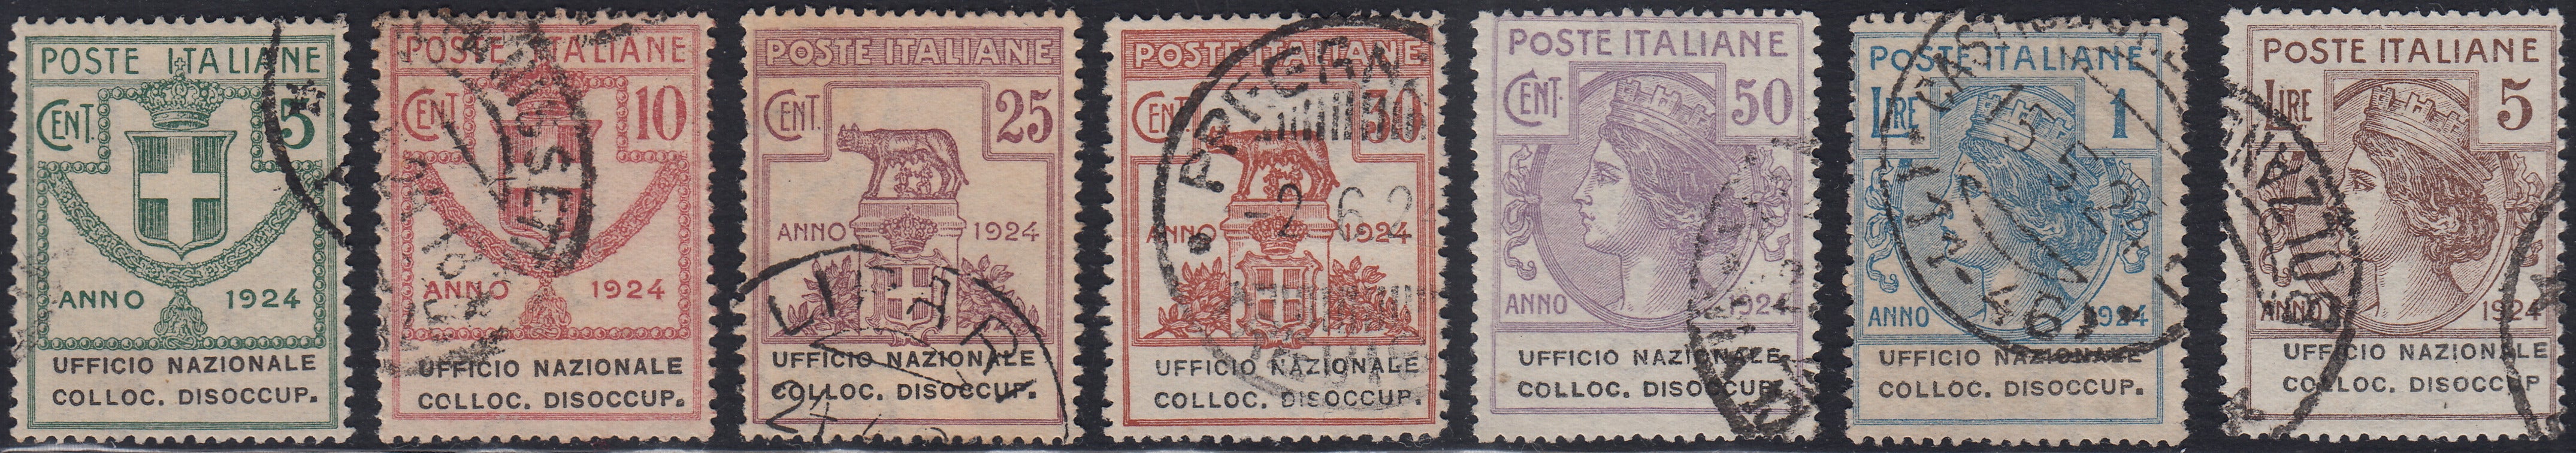 POSTE ITALIANE
CENT. 5
ANNO 1924
UFFICIO NAZIONALE
COLLOC. DISOCCUP.
POSTE ITALIANE
CENT 10
ANNO 1924
UFFICIO NAZIONALE
COLLOC. DISOCCUP.
POSTE ITALIANE
CENT. 25
ANNO 1924
UFFICIO NAZIONALE
COLLOC. DISOCCUP.
POSTE ITALIANE
CENT 30
-2.6.24
ANNO 1924
UFFICIO NAZIONALE
COLLOC. DISOCCUP.
POSTE ITALIANE
CENT. 50
ANNO 1924
UFFICIO NAZIONALE
COLLOC. DISOCCUP.
POSTE ITALIANE
LIRE 1
ANNO 1924
UFFICIO NAZIONALE
COLLOC. DISOCCUP.
POSTE ITALIANE
LIRE 5
ANNO 1924
UFFICIO NAZIONALE
COLLOC. DISOCCUP